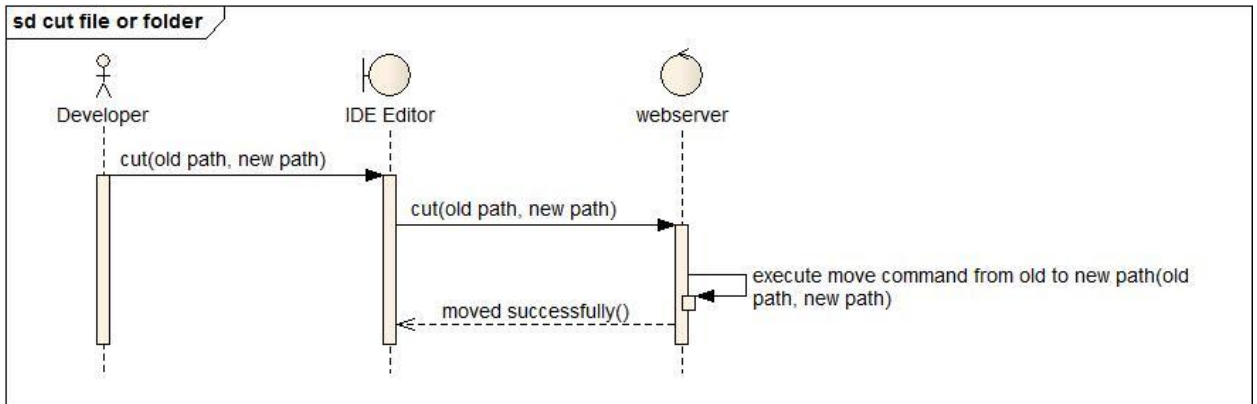 sd cut file or folder
Developer
IDE Editor
webserver
cut(old path, new path)
cut(old path, new path)
execute move command from old to new path(old
path, new path)
moved successfully()